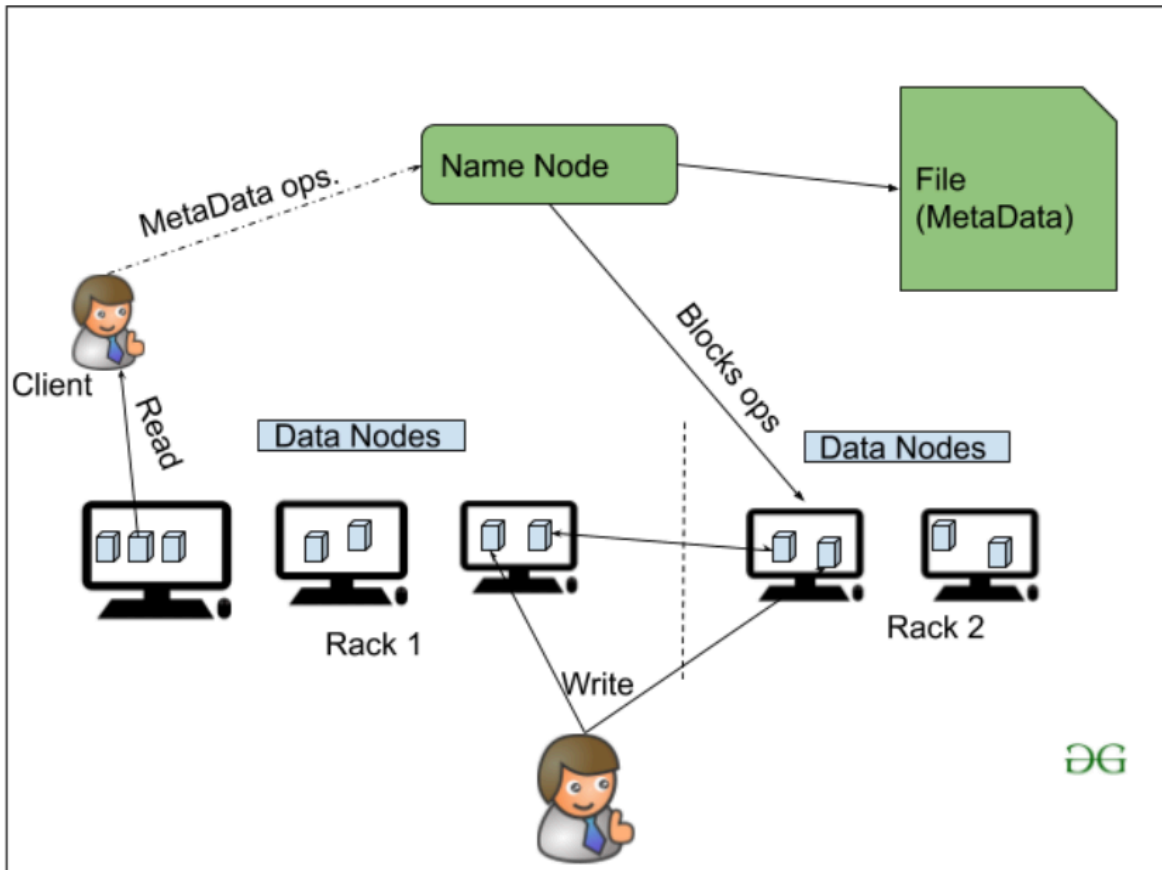 Name Node
File
(MetaData)
MetaData ops.
Blocks ops
Client
Read
Data Nodes
Data Nodes
Rack 1
Rack 2
Write